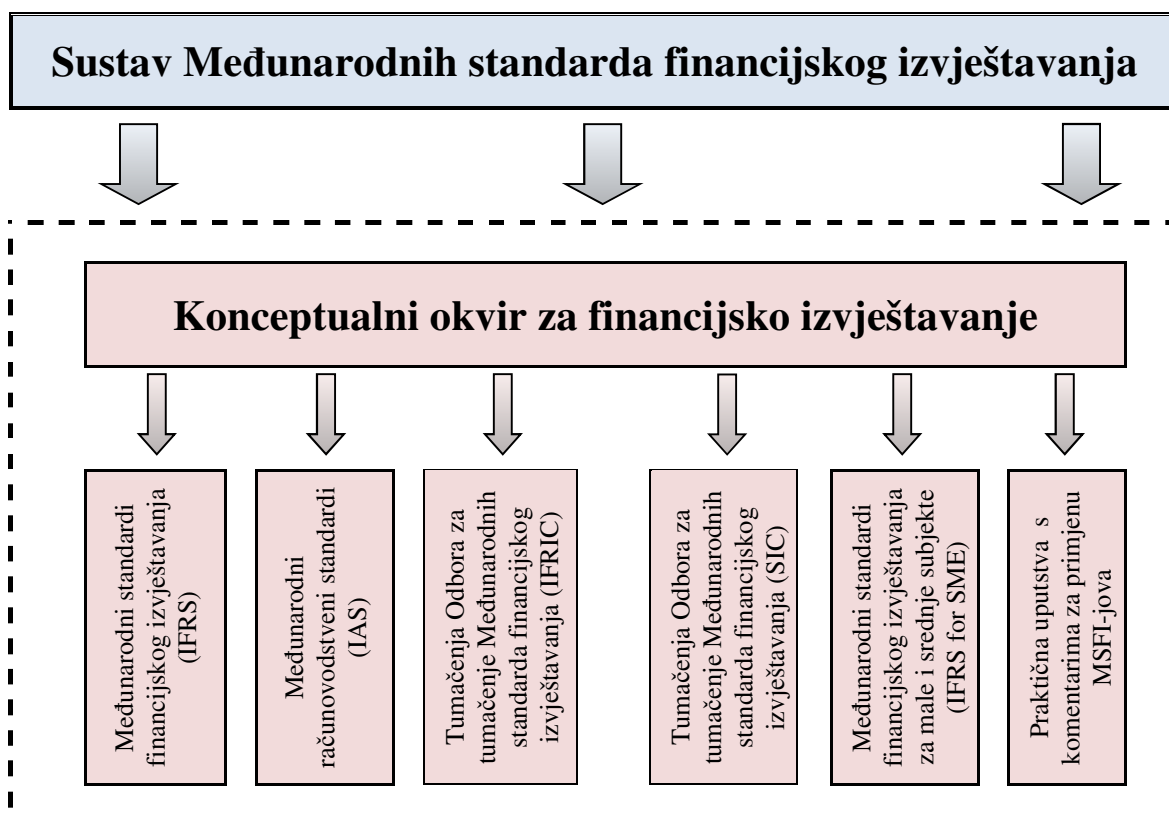 Sustav Međunarodnih standarda financijskog izvještavanja
Konceptualni okvir za financijsko izvještavanje
Međunarodni standardi
financijskog izvještavanja
(IFRS)
Međunarodni
računovodstveni standardi
(IAS)
Tumačenja Odbora za
tumačenje Međunarodnih
standarda financijskog
izvještavanja (IFRIC)
Tumačenja Odbora za
tumačenje Međunarodnih
standarda financijskog
izvještavanja (SIC)
Međunarodni standardi
financijskog izvještavanja
za male i srednje subjekte
(IFRS for SME)
Praktična uputstva s
komentarima za primjenu
MSFI-jova